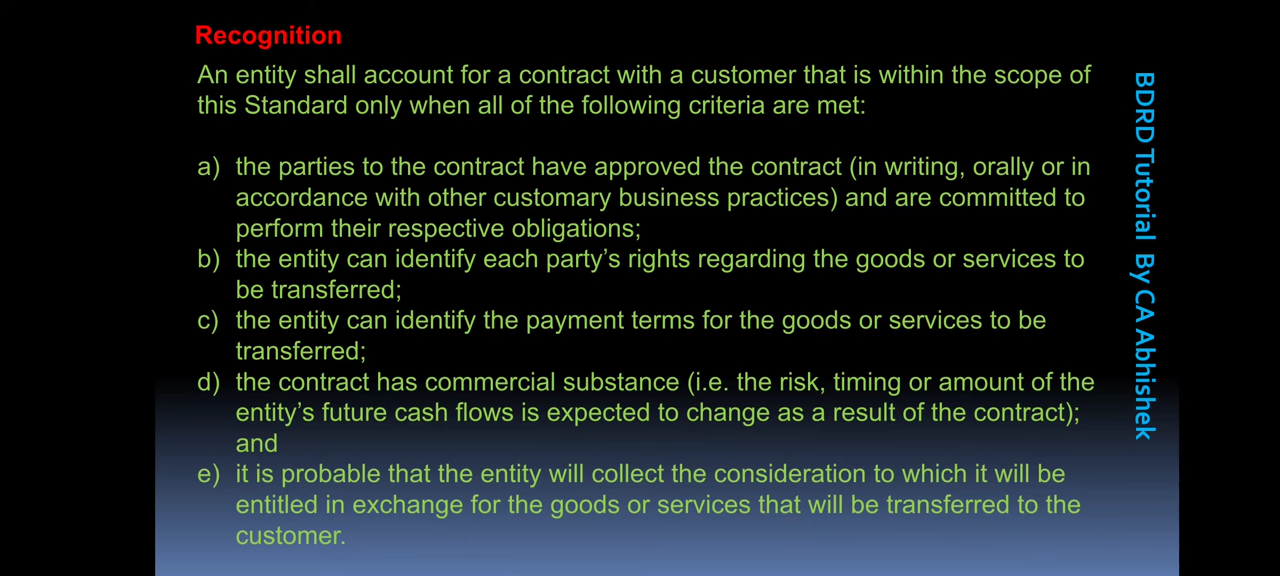 Recognition
An entity shall account for a contract with a customer that is within the scope of
this Standard only when all of the following criteria are met:
a) the parties to the contract have approved the contract (in writing, orally or in
accordance with other customary business practices) and are committed to
perform their respective obligations;
b) the entity can identify each party's rights regarding the goods or services to
be transferred;
c) the entity can identify the payment terms for the goods or services to be
transferred;
d) the contract has commercial substance (i.e. the risk, timing or amount of the
entity's future cash flows is expected to change as a result of the contract);
and
e) it is probable that the entity will collect the consideration to which it will be
entitled in exchange for the goods or services that will be transferred to the
customer.
BDRD Tutorial By CA Abhishek